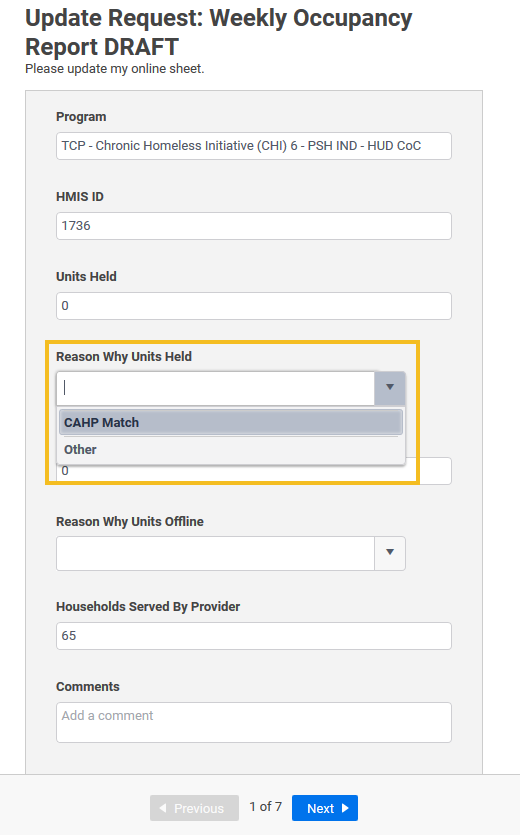 Update Request: Weekly Occupancy
Report DRAFT
Please update my online sheet.
Program
TCP - Chronic Homeless Initiative (CHI) 6 - PSH IND - HUD CoC
HMIS ID
1736
Units Held
0
Reason Why Units Held
CAHP Match
Other
0
Reason Why Units Offline
Households Served By Provider
65
Comments
Add a comment
Previous 1 of 7 Next